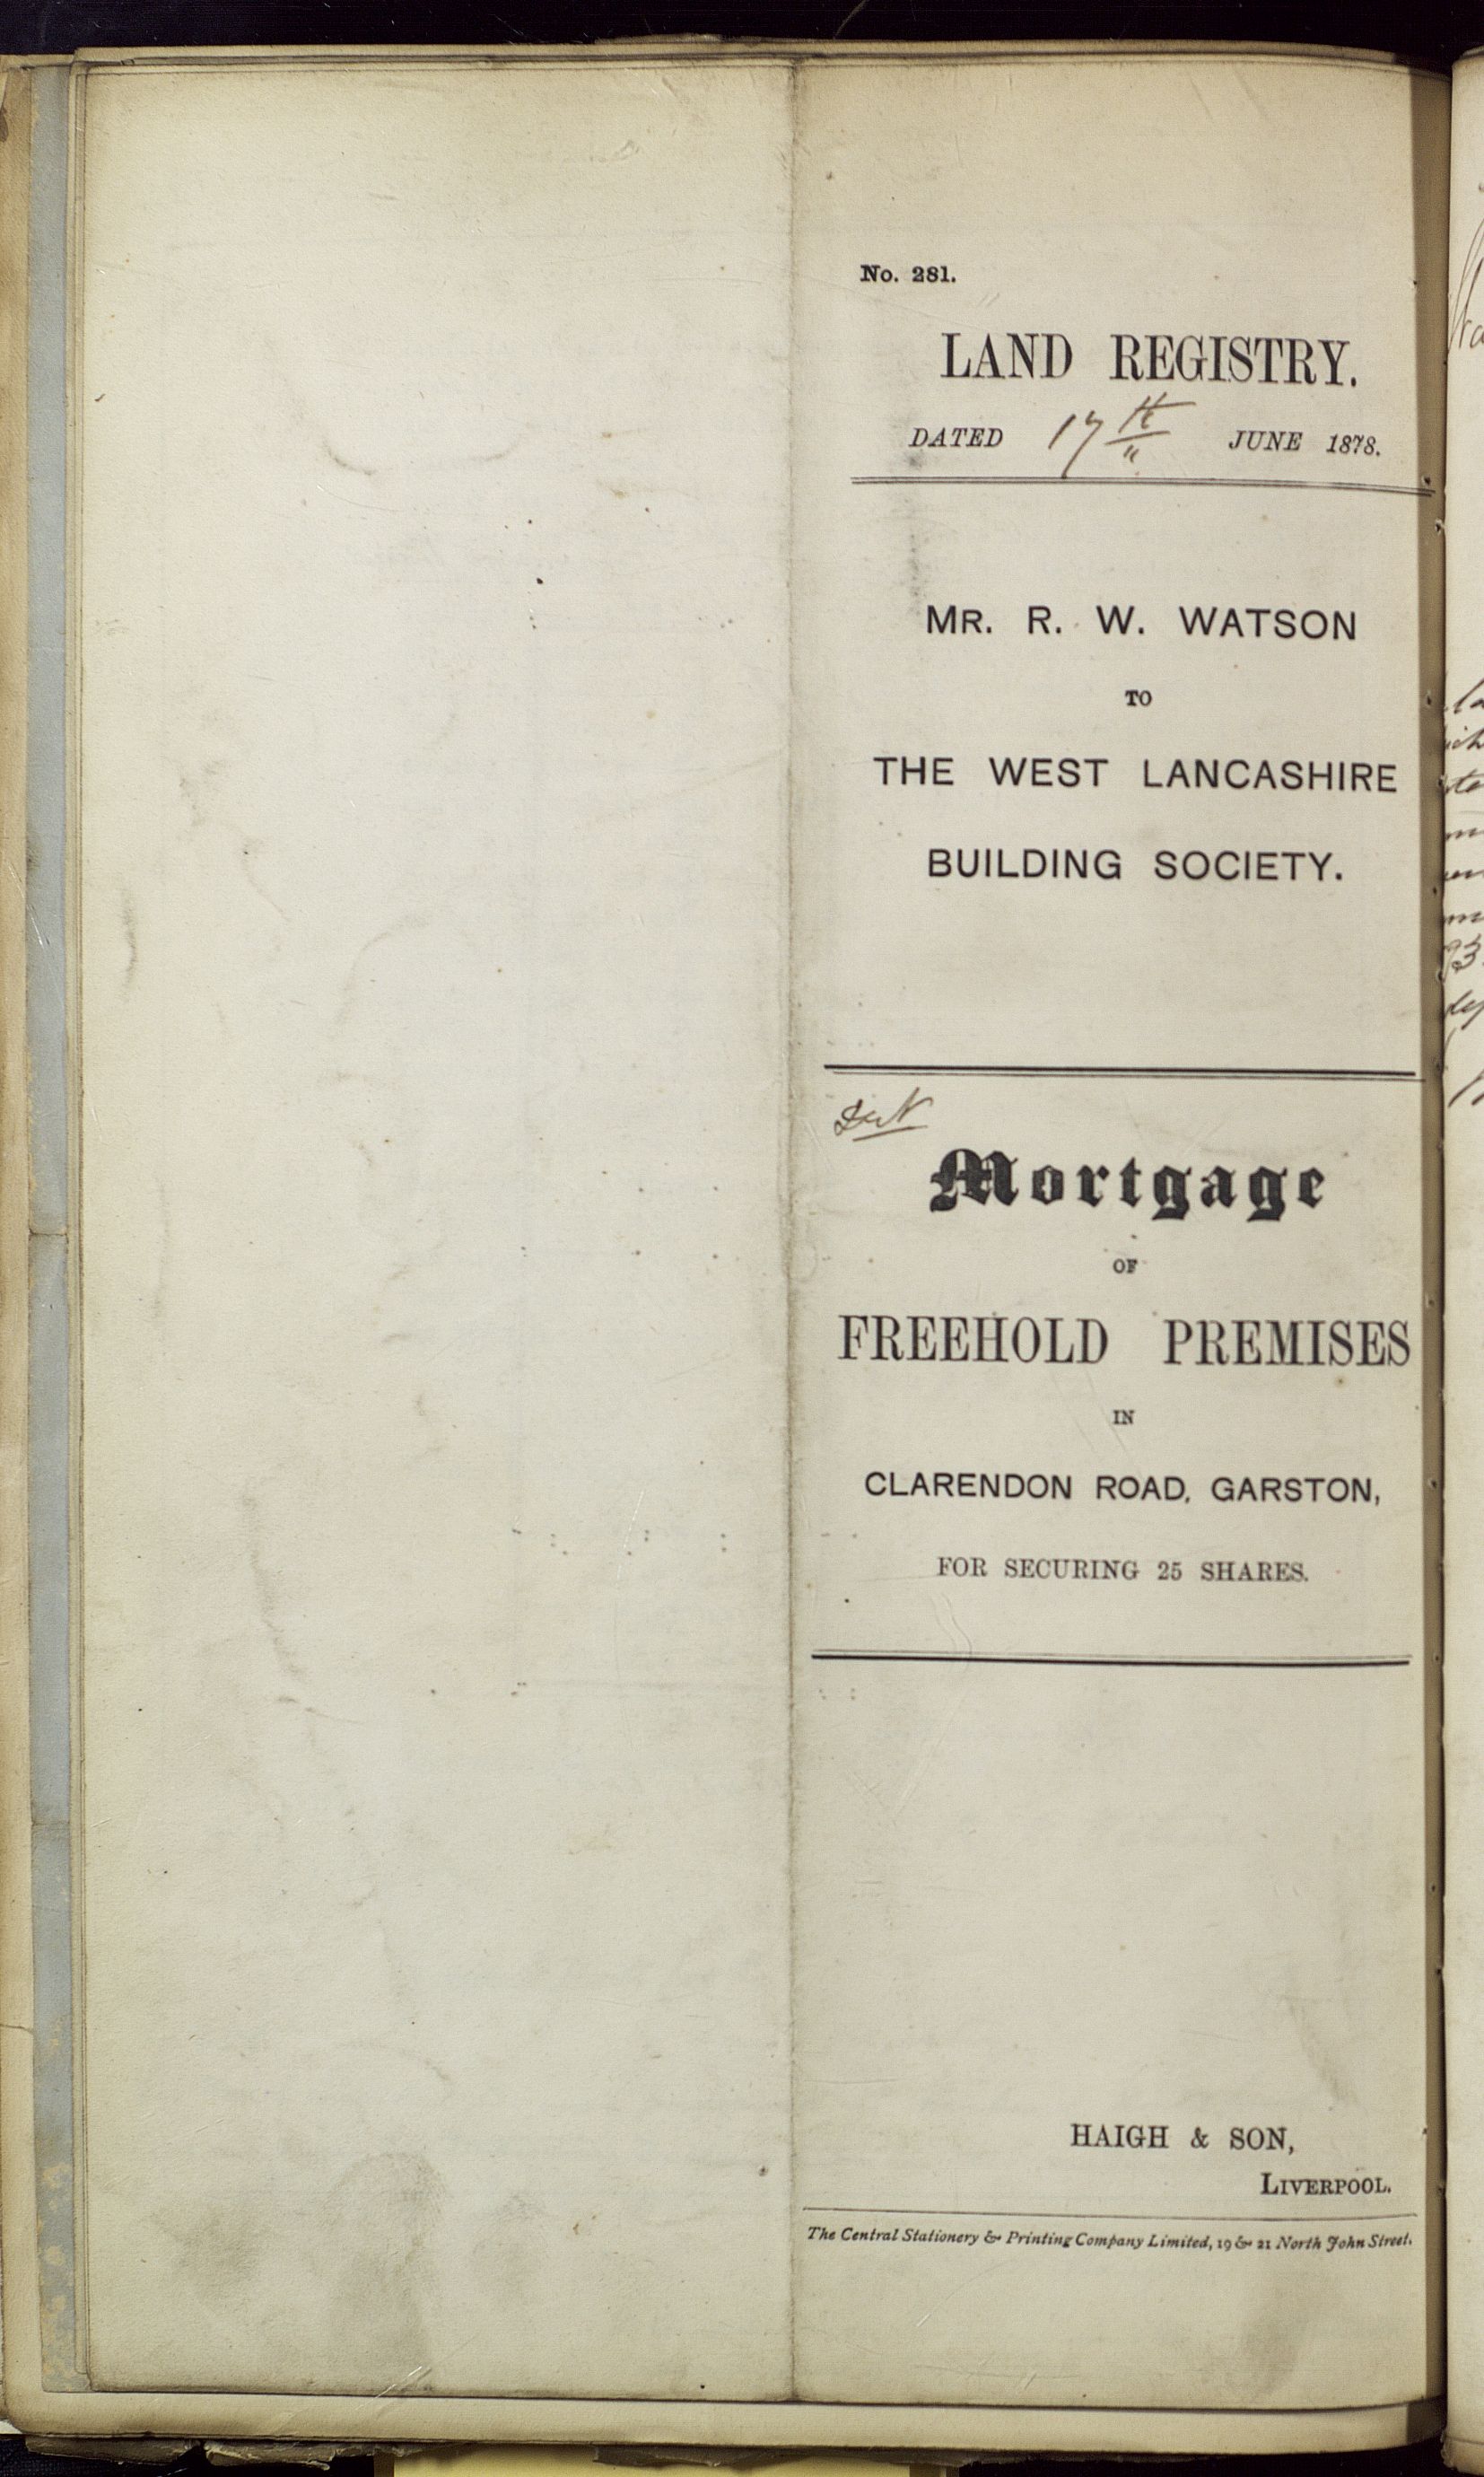 No. 281.
LAND REGISTRY.
DATED 17th JUNE 1878.
MR. R. W. WATSON
TO
THE WEST LANCASHIRE
BUILDING SOCIETY.
Mortgage
OF
FREEHOLD PREMISES
IN
CLARENDON ROAD, GARSTON,
FOR SECURING 25 SHARES.
HAIGH & SON,
LIVERPOOL.
The Central Stationery & Printing Company Limited, 19 & 21 North John Street.